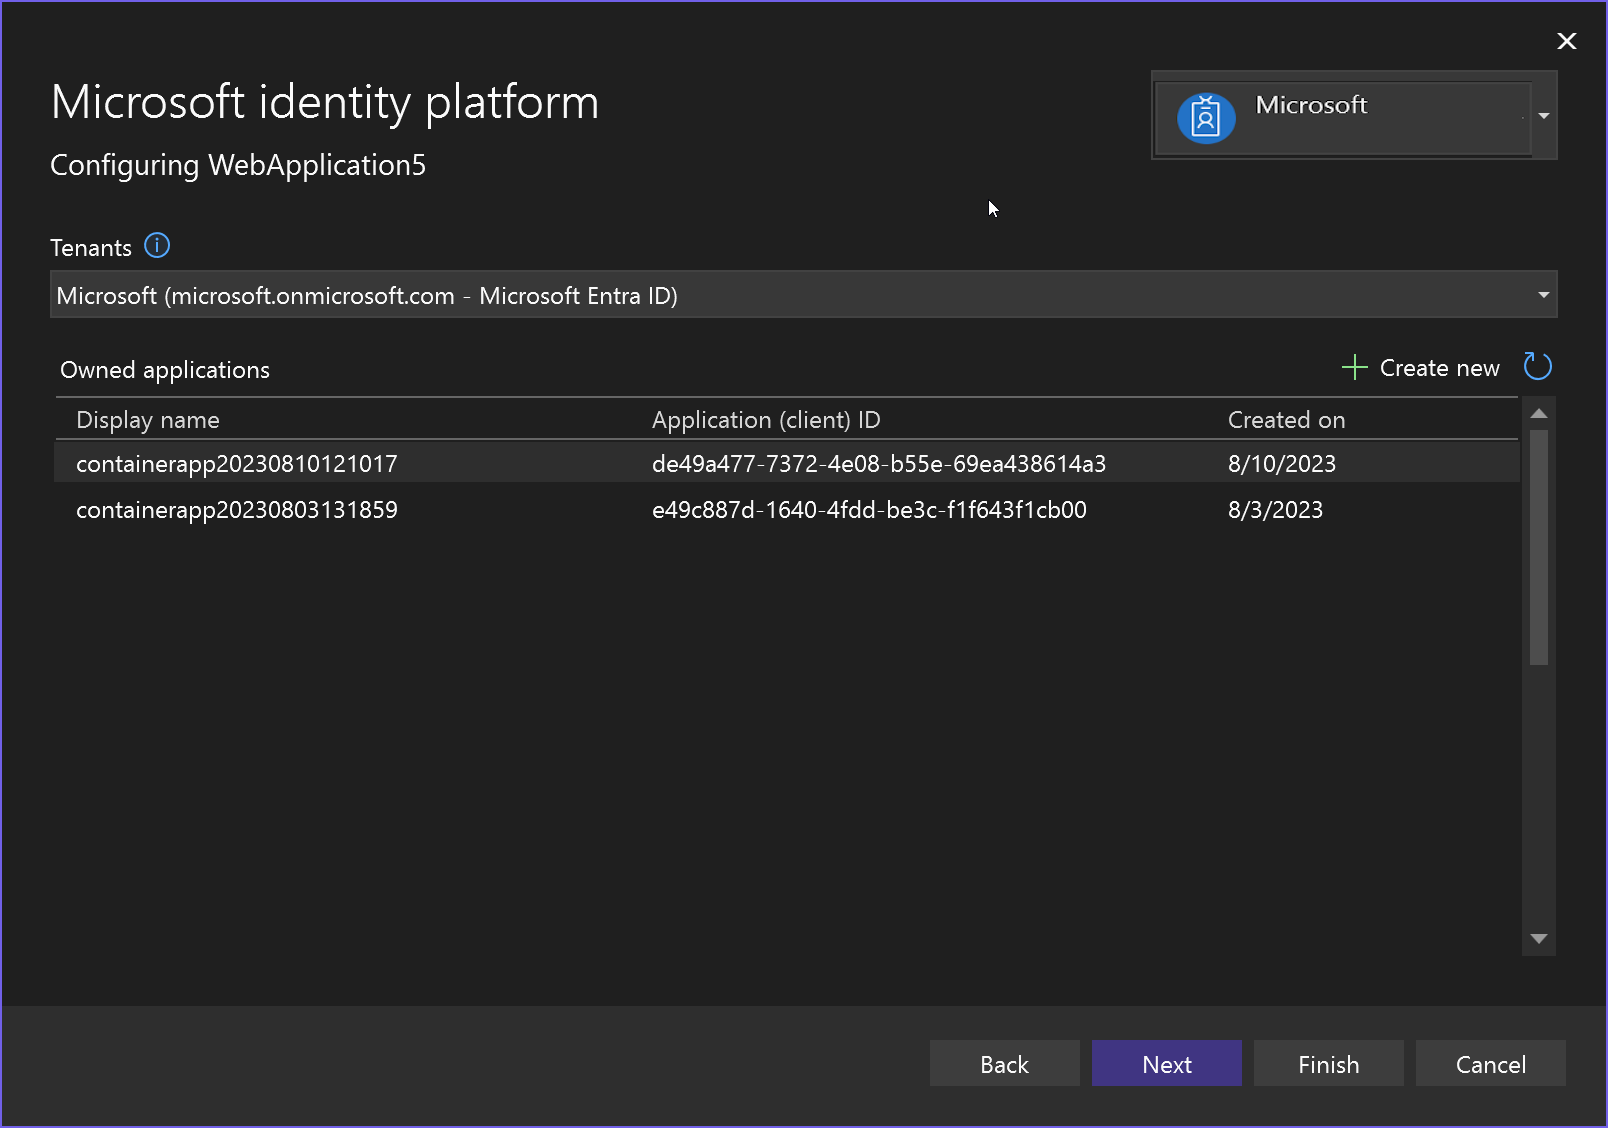 Microsoft identity platform
Microsoft
Configuring WebApplication5
Tenants
Microsoft (microsoft.onmicrosoft.com - Microsoft Entra ID)
Owned applications
Create new
Display name Application (client) ID Created on
containerapp20230810121017 de49a477-7372-4e08-b55e-69ea438614a3 8/10/2023
containerapp20230803131859 e49c887d-1640-4fdd-be3c-f1f643f1cb00 8/3/2023
Back Next Finish Cancel